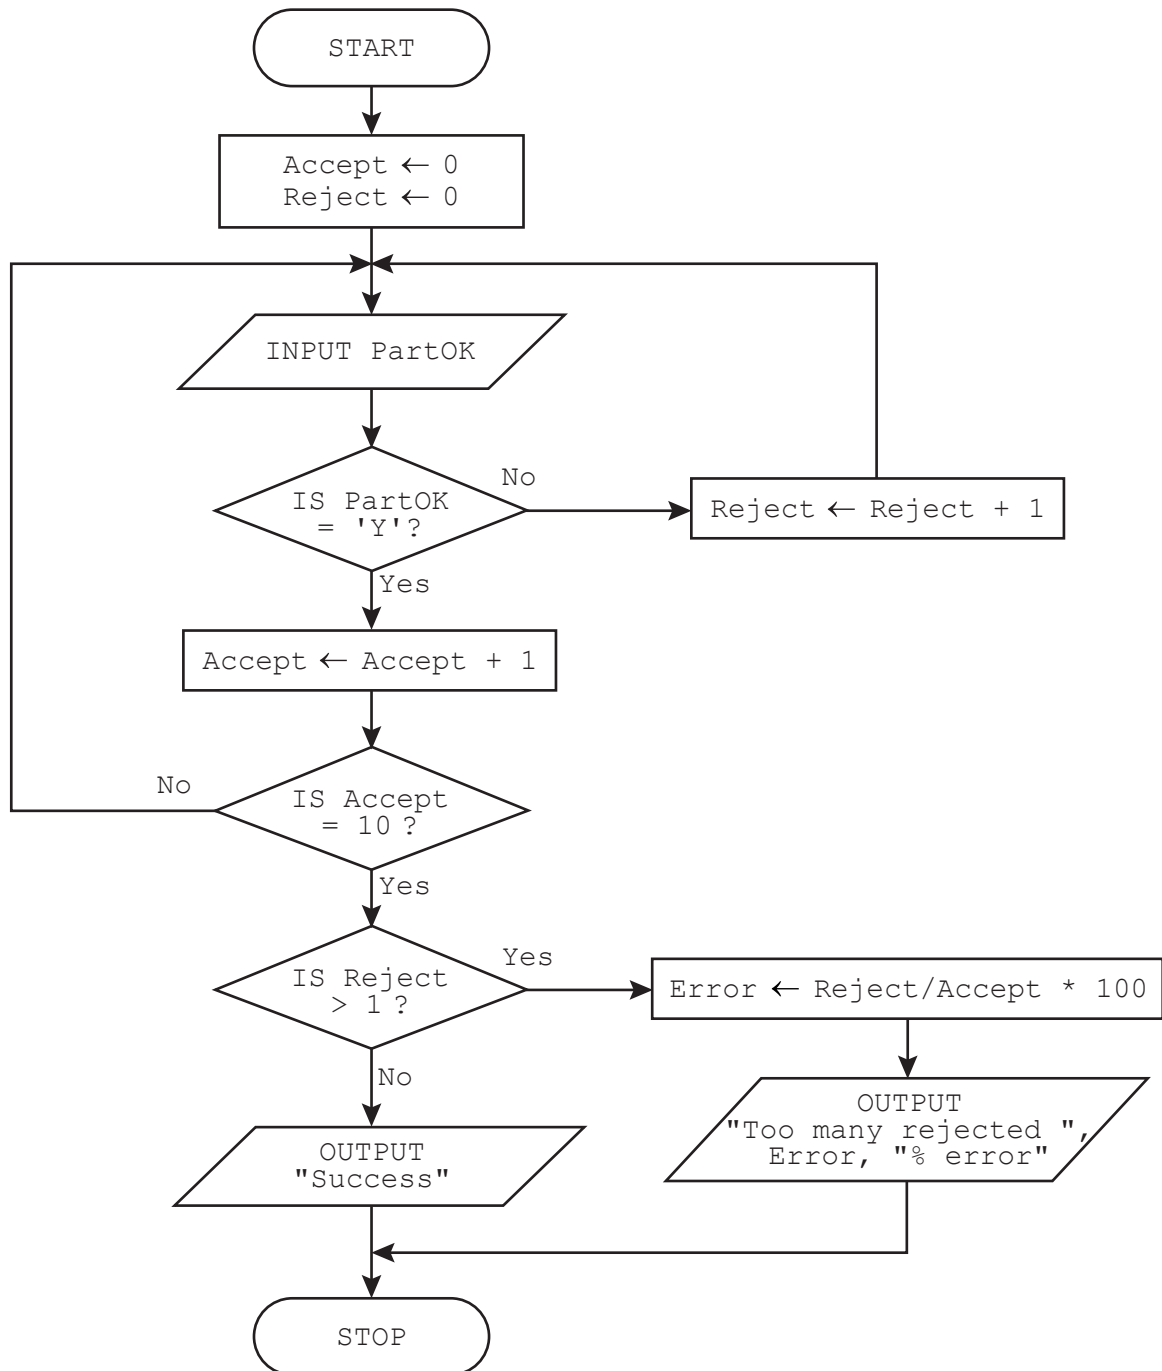 START
Accept ← 0
Reject ← 0
INPUT PartOK
IS PartOK
= 'Y'?
No
Reject ← Reject + 1
Yes
Accept ← Accept + 1
IS Accept
= 10 ?
No
Yes
IS Reject
> 1 ?
Yes
Error ← Reject/Accept * 100
No
OUTPUT
"Too many rejected ",
Error, "% error"
OUTPUT
"Success"
STOP